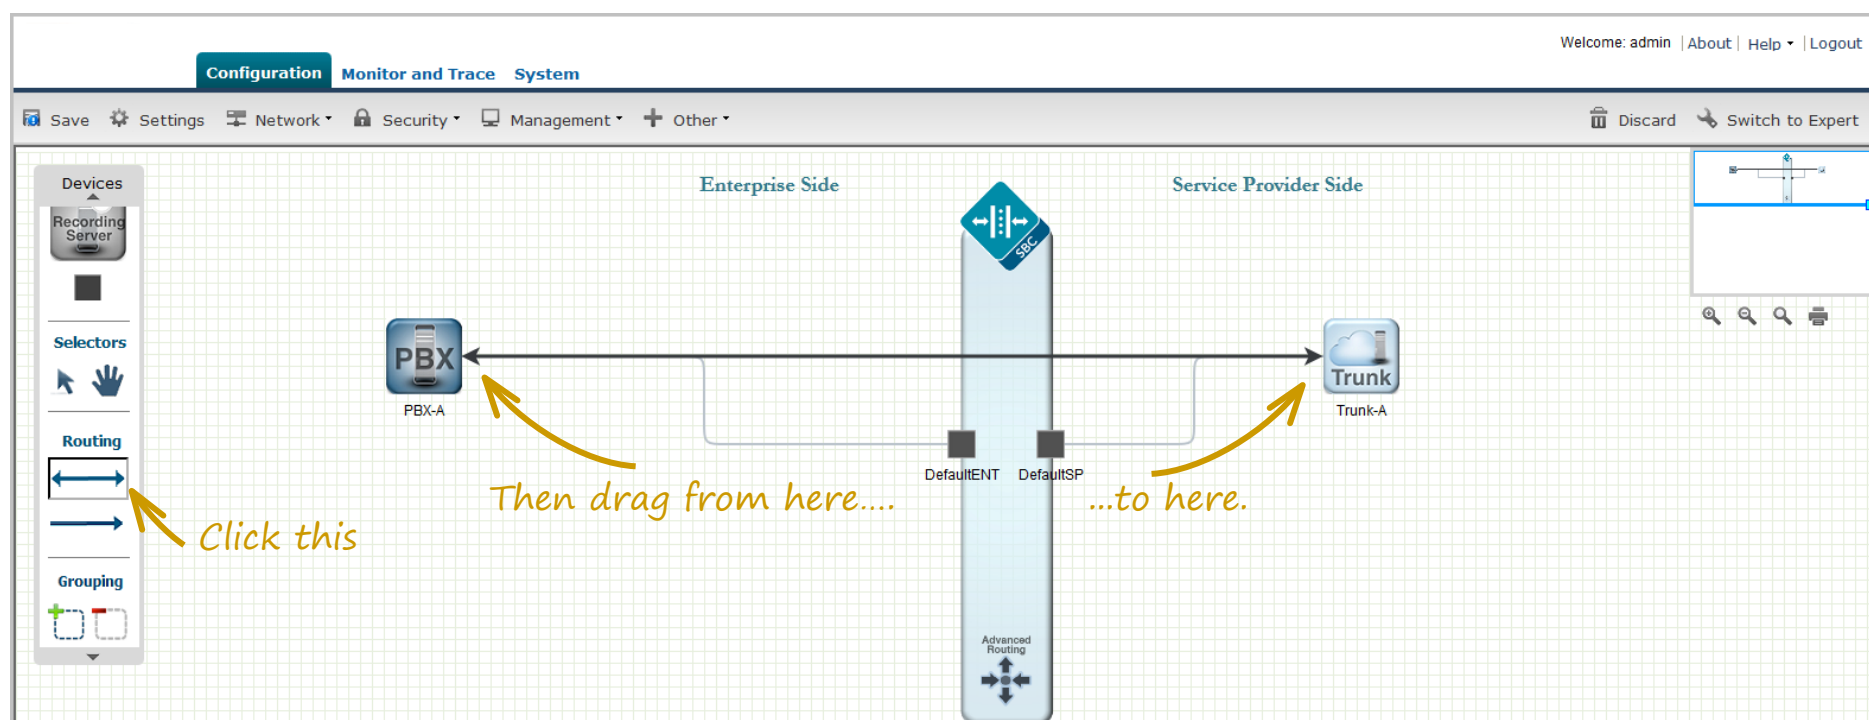 Welcome: admin | About | Help | Logout
Configuration Monitor and Trace System
Save Settings Network Security Management Other Discard Switch to Expert
Devices
Recording
Server
Selectors
Routing
Grouping
Enterprise Side
Service Provider Side
SBC
PBX
PBX-A
Trunk
Trunk-A
DefaultENT DefaultSP
Click this
Then drag from here....
...to here.
Advanced
Routing